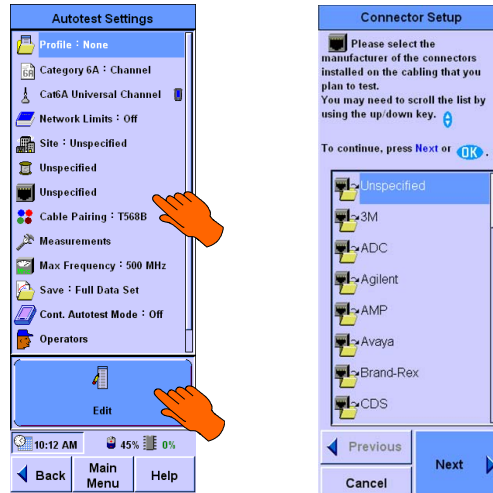 Autotest Settings
Profile : None
Category 6A : Channel
Cat6A Universal Channel
Network Limits : Off
Site : Unspecified
Unspecified
Unspecified
Cable Pairing : T568B
Measurements
Max Frequency : 500 MHz
Save : Full Data Set
Cont. Autotest Mode : Off
Operators
Edit
10:12 AM 45% 0%
Back Main Menu Help
Connector Setup
Please select the
manufacturer of the connectors
installed on the cabling that you
plan to test.
You may need to scroll the list by
using the up/down key.
To continue, press Next or OK .
Unspecified
3M
ADC
Agilent
AMP
Avaya
Brand-Rex
CDS
Previous
Next
Cancel